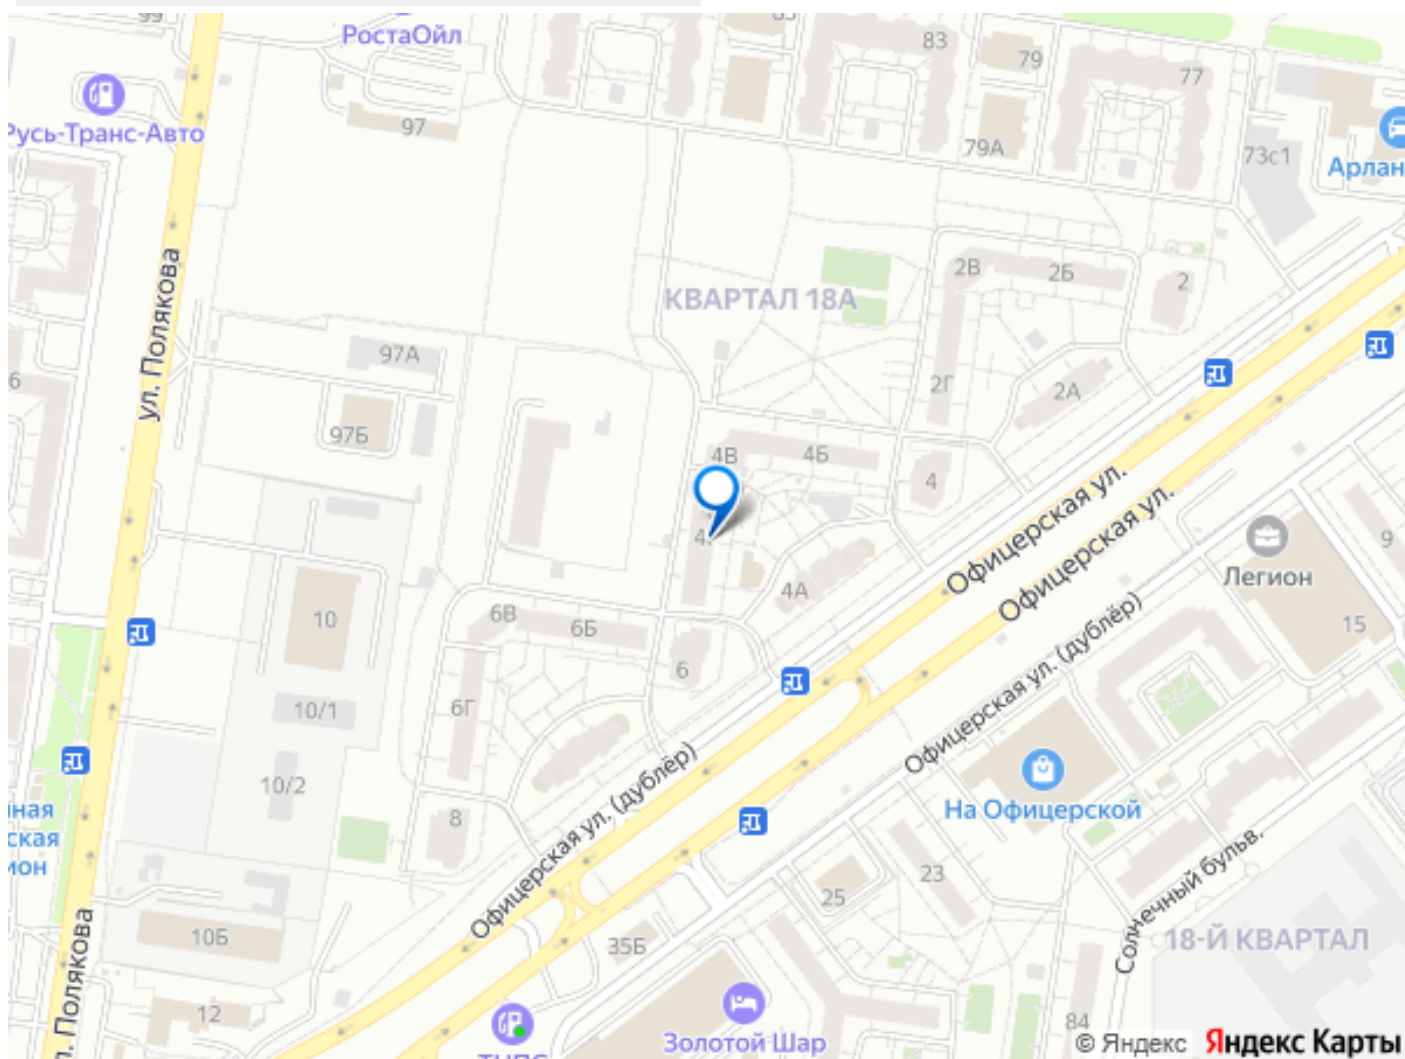 99
РостаОйл
83
79
77
97
Русь-Транс-Авто
79А
73с1
Арлан
ул. Полякова
2В
2Б
2
КВАРТАЛ 18А
97А
2Г
2А
97Б
4В
4Б
4
Офицерская ул.
Офицерская ул.
9
Легион
4А
10
6В
6Б
15
6
Офицерская ул. (дублёр)
6Г
10/1
10/2
На Офицерской
8
Офицерская ул. (дублёр)
23
25
Солнечный бульв.
10Б
35Б
18-Й КВАРТАЛ
Полякова
12
Золотой Шар
84
© Яндекс Яндекс Карты